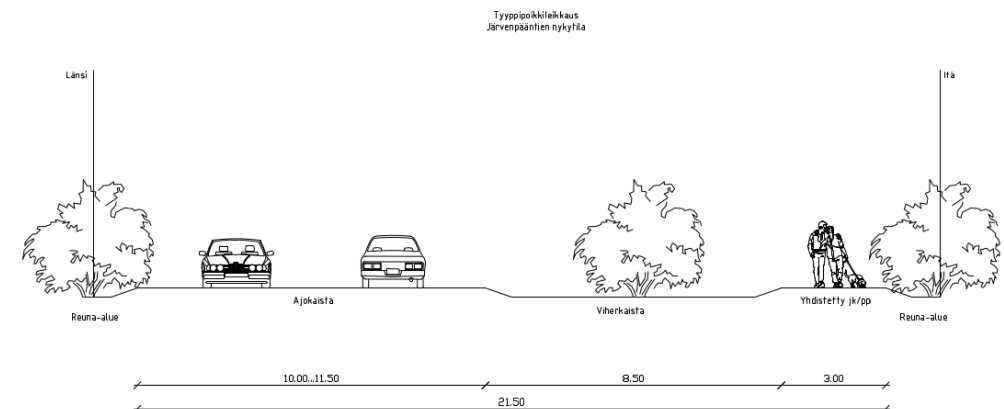 Tyyppipoikkileikkaus
Järvenpääntien nykytila
Länsi
Itä
Ajokaista
Viherkaista
Yhdistetty jk/pp
Reuna-alue
Reuna-alue
10.00...11.50
8.50
3.00
21.50